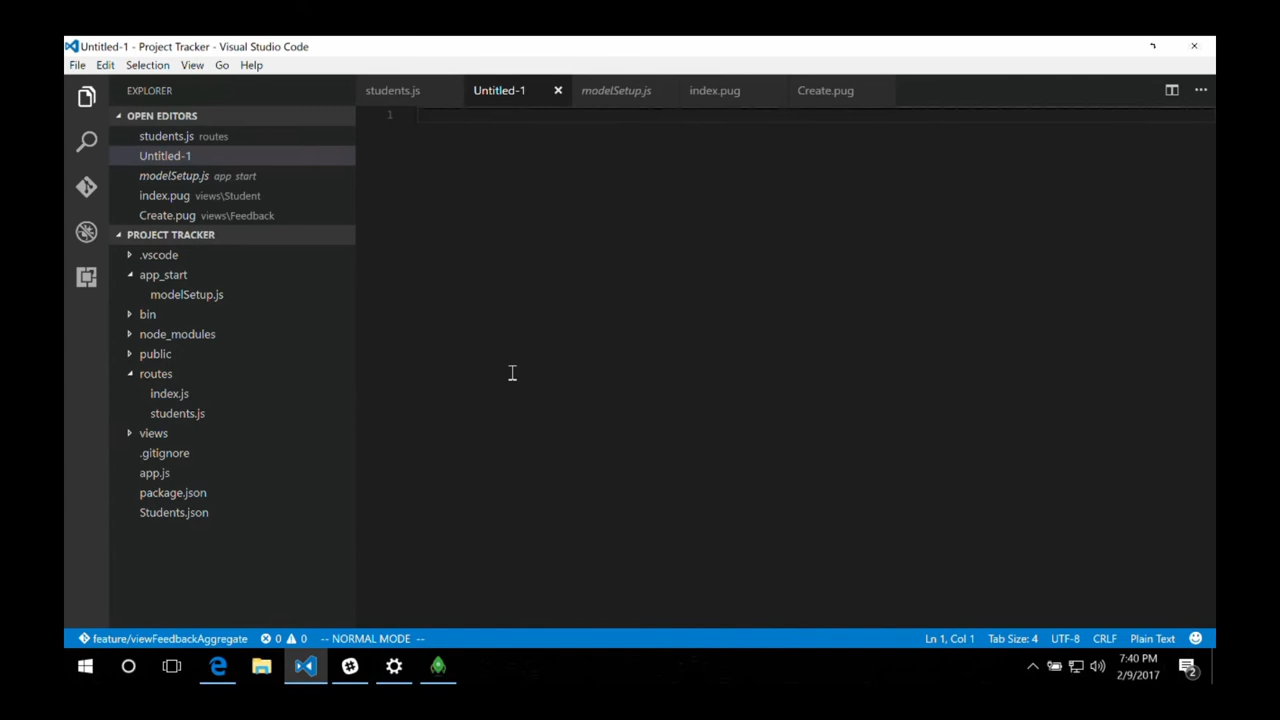 Untitled-1 - Project Tracker - Visual Studio Code
File Edit Selection View Go Help
EXPLORER
students.js Untitled-1 modelSetup.js index.pug Create.pug
OPEN EDITORS
1
students.js routes
Untitled-1
modelSetup.js app start
index.pug views\Student
Create.pug views\Feedback
PROJECT TRACKER
.vscode
app_start
modelSetup.js
bin
node_modules
public
routes
index.js
students.js
views
.gitignore
app.js
package.json
Students.json
feature/viewFeedbackAggregate 0 0 -- NORMAL MODE -- Ln 1, Col 1 Tab Size: 4 UTF-8 CRLF Plain Text
7:40 PM
2/9/2017
2